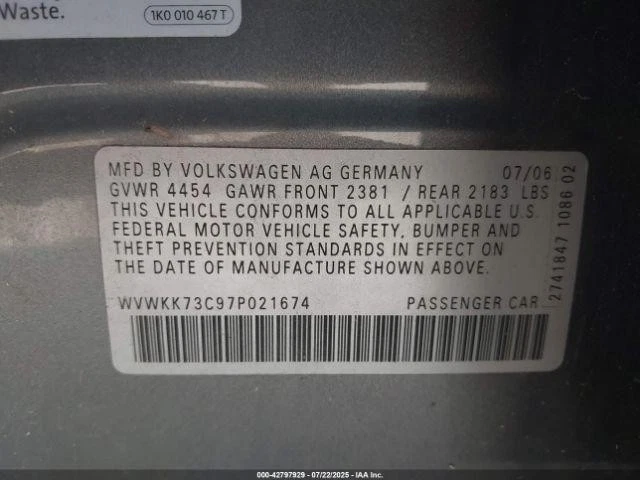 Waste.
1K0 010 467 T
MFD BY VOLKSWAGEN AG GERMANY 07/06
GVWR 4454 GAWR FRONT 2381 / REAR 2183 LBS
THIS VEHICLE CONFORMS TO ALL APPLICABLE U.S.
FEDERAL MOTOR VEHICLE SAFETY, BUMPER AND
THEFT PREVENTION STANDARDS IN EFFECT ON
THE DATE OF MANUFACTURE SHOWN ABOVE.
WVWKK73C97P021674 PASSENGER CAR
2741847 1086 02
000-42797929 - 07/22/2025 - IAAI.CA